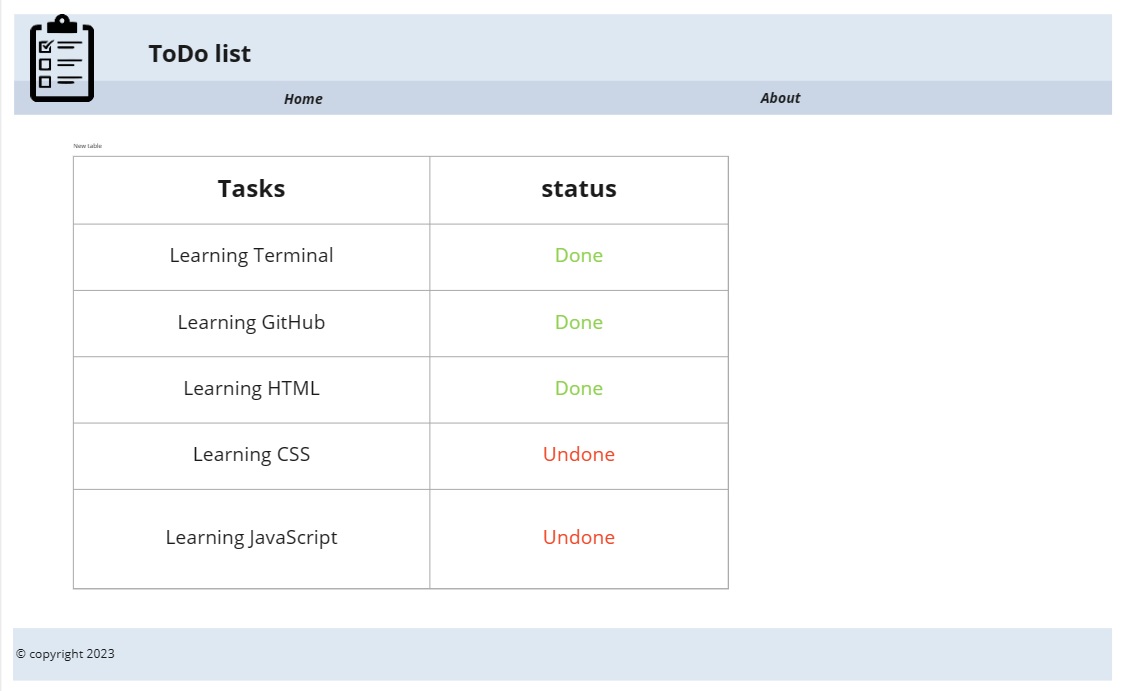 ToDo list
Home About
New table
Tasks status
Learning Terminal Done
Learning GitHub Done
Learning HTML Done
Learning CSS Undone
Learning JavaScript Undone
© copyright 2023